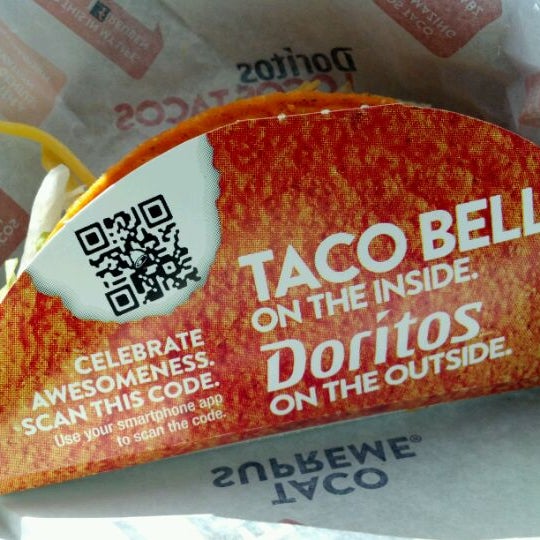 Doritos
LOCOS TACOS
TACO BELL
ON THE INSIDE.
Doritos
ON THE OUTSIDE.
CELEBRATE
AWESOMENESS.
SCAN THIS CODE.
Use your smartphone app
to scan the code.
TACO
SUPREME®